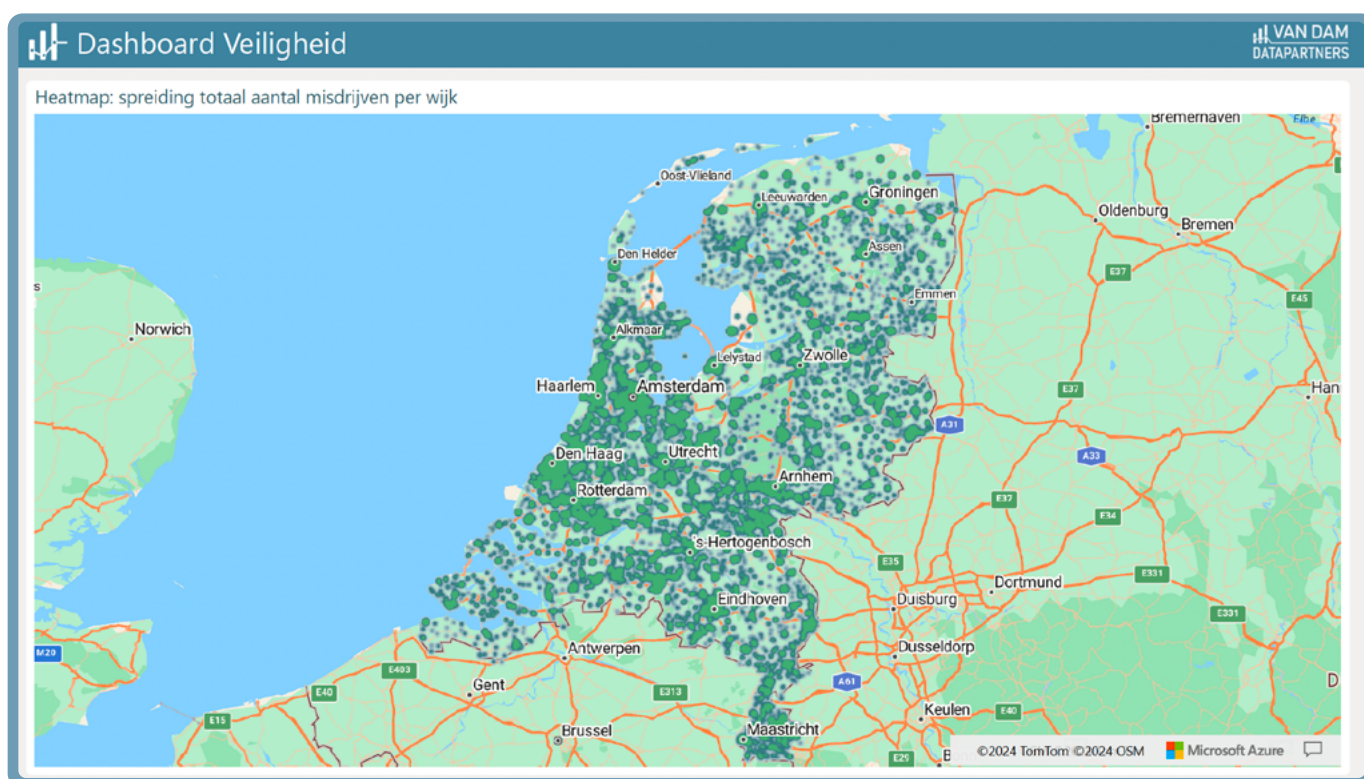 Dashboard Veiligheid
VAN DAM
DATAPARTNERS
Heatmap: spreiding totaal aantal misdrijven per wijk
Bremerhaven
Elbe
Oost-Vlieland
Leeuwarden
Groningen
Oldenburg
Bremen
Assen
Den Helder
E37
Emmen
E45
Norwich
Alkmaar
Lelystad
Zwolle
Haarlem
Amsterdam
E37
Han
A31
Den Haag
Utrecht
A33
Arnhem
Rotterdam
E37
E34
's-Hertogenbosch
E35
E331
Dortmund
Eindhoven
Duisburg
E331
M20
Antwerpen
Dusseldorp
E403
Gent
E40
E313
A61
D
E15
Keulen
E40
Brussel
Maastricht
E25
B
©2024 TomTom ©2024 OSM
Microsoft Azure